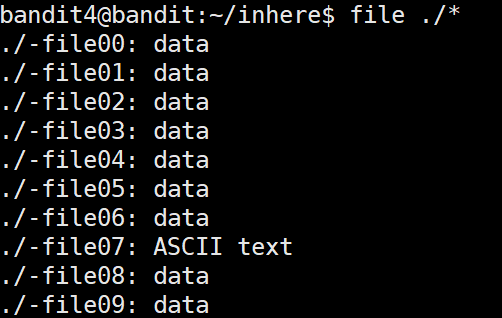 bandit4@bandit:~/inhere$ file ./*
./-file00: data
./-file01: data
./-file02: data
./-file03: data
./-file04: data
./-file05: data
./-file06: data
./-file07: ASCII text
./-file08: data
./-file09: data